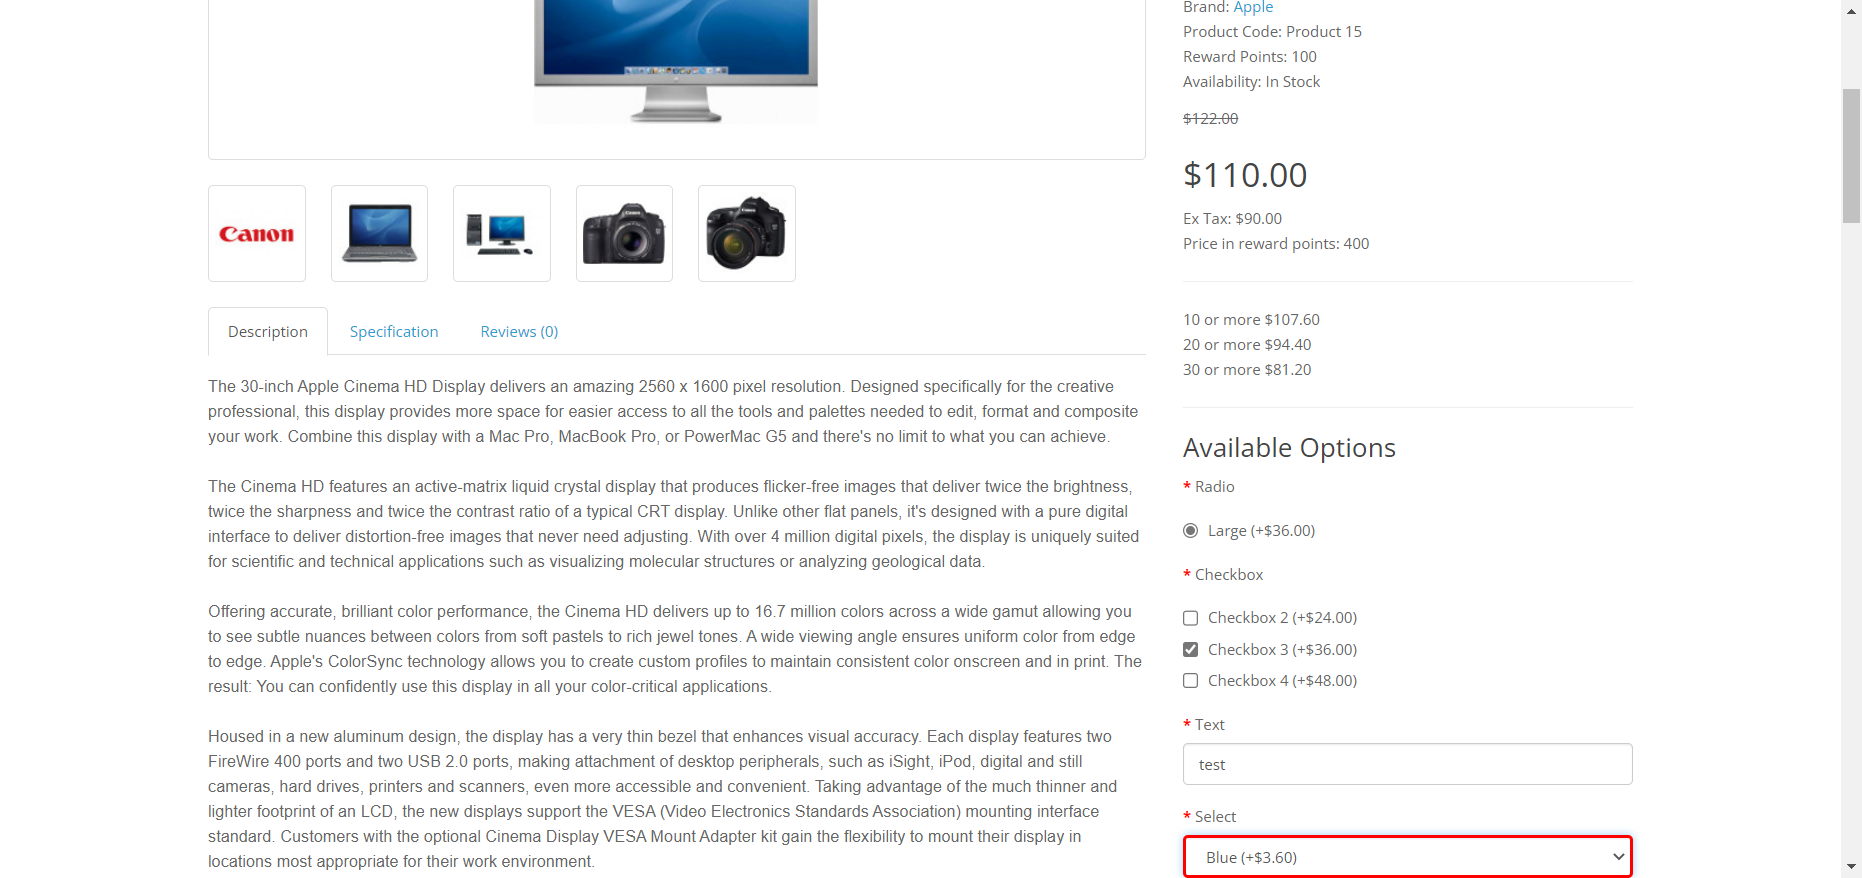 Brand: Apple
Product Code: Product 15
Reward Points: 100
Availability: In Stock
$122.00
$110.00
Ex Tax: $90.00
Price in reward points: 400
10 or more $107.60
20 or more $94.40
30 or more $81.20
Canon
Description
Specification
Reviews (0)
The 30-inch Apple Cinema HD Display delivers an amazing 2560 x 1600 pixel resolution. Designed specifically for the creative
professional, this display provides more space for easier access to all the tools and palettes needed to edit, format and composite
your work. Combine this display with a Mac Pro, MacBook Pro, or PowerMac G5 and there's no limit to what you can achieve.
The Cinema HD features an active-matrix liquid crystal display that produces flicker-free images that deliver twice the brightness,
twice the sharpness and twice the contrast ratio of a typical CRT display. Unlike other flat panels, it's designed with a pure digital
interface to deliver distortion-free images that never need adjusting. With over 4 million digital pixels, the display is uniquely suited
for scientific and technical applications such as visualizing molecular structures or analyzing geological data.
Offering accurate, brilliant color performance, the Cinema HD delivers up to 16.7 million colors across a wide gamut allowing you
to see subtle nuances between colors from soft pastels to rich jewel tones. A wide viewing angle ensures uniform color from edge
to edge. Apple's ColorSync technology allows you to create custom profiles to maintain consistent color onscreen and in print. The
result: You can confidently use this display in all your color-critical applications.
Housed in a new aluminum design, the display has a very thin bezel that enhances visual accuracy. Each display features two
FireWire 400 ports and two USB 2.0 ports, making attachment of desktop peripherals, such as iSight, iPod, digital and still
cameras, hard drives, printers and scanners, even more accessible and convenient. Taking advantage of the much thinner and
lighter footprint of an LCD, the new displays support the VESA (Video Electronics Standards Association) mounting interface
standard. Customers with the optional Cinema Display VESA Mount Adapter kit gain the flexibility to mount their display in
locations most appropriate for their work environment.
Available Options
* Radio
Large (+$36.00)
* Checkbox
Checkbox 2 (+$24.00)
Checkbox 3 (+$36.00)
Checkbox 4 (+$48.00)
* Text
test
* Select
Blue (+$3.60)